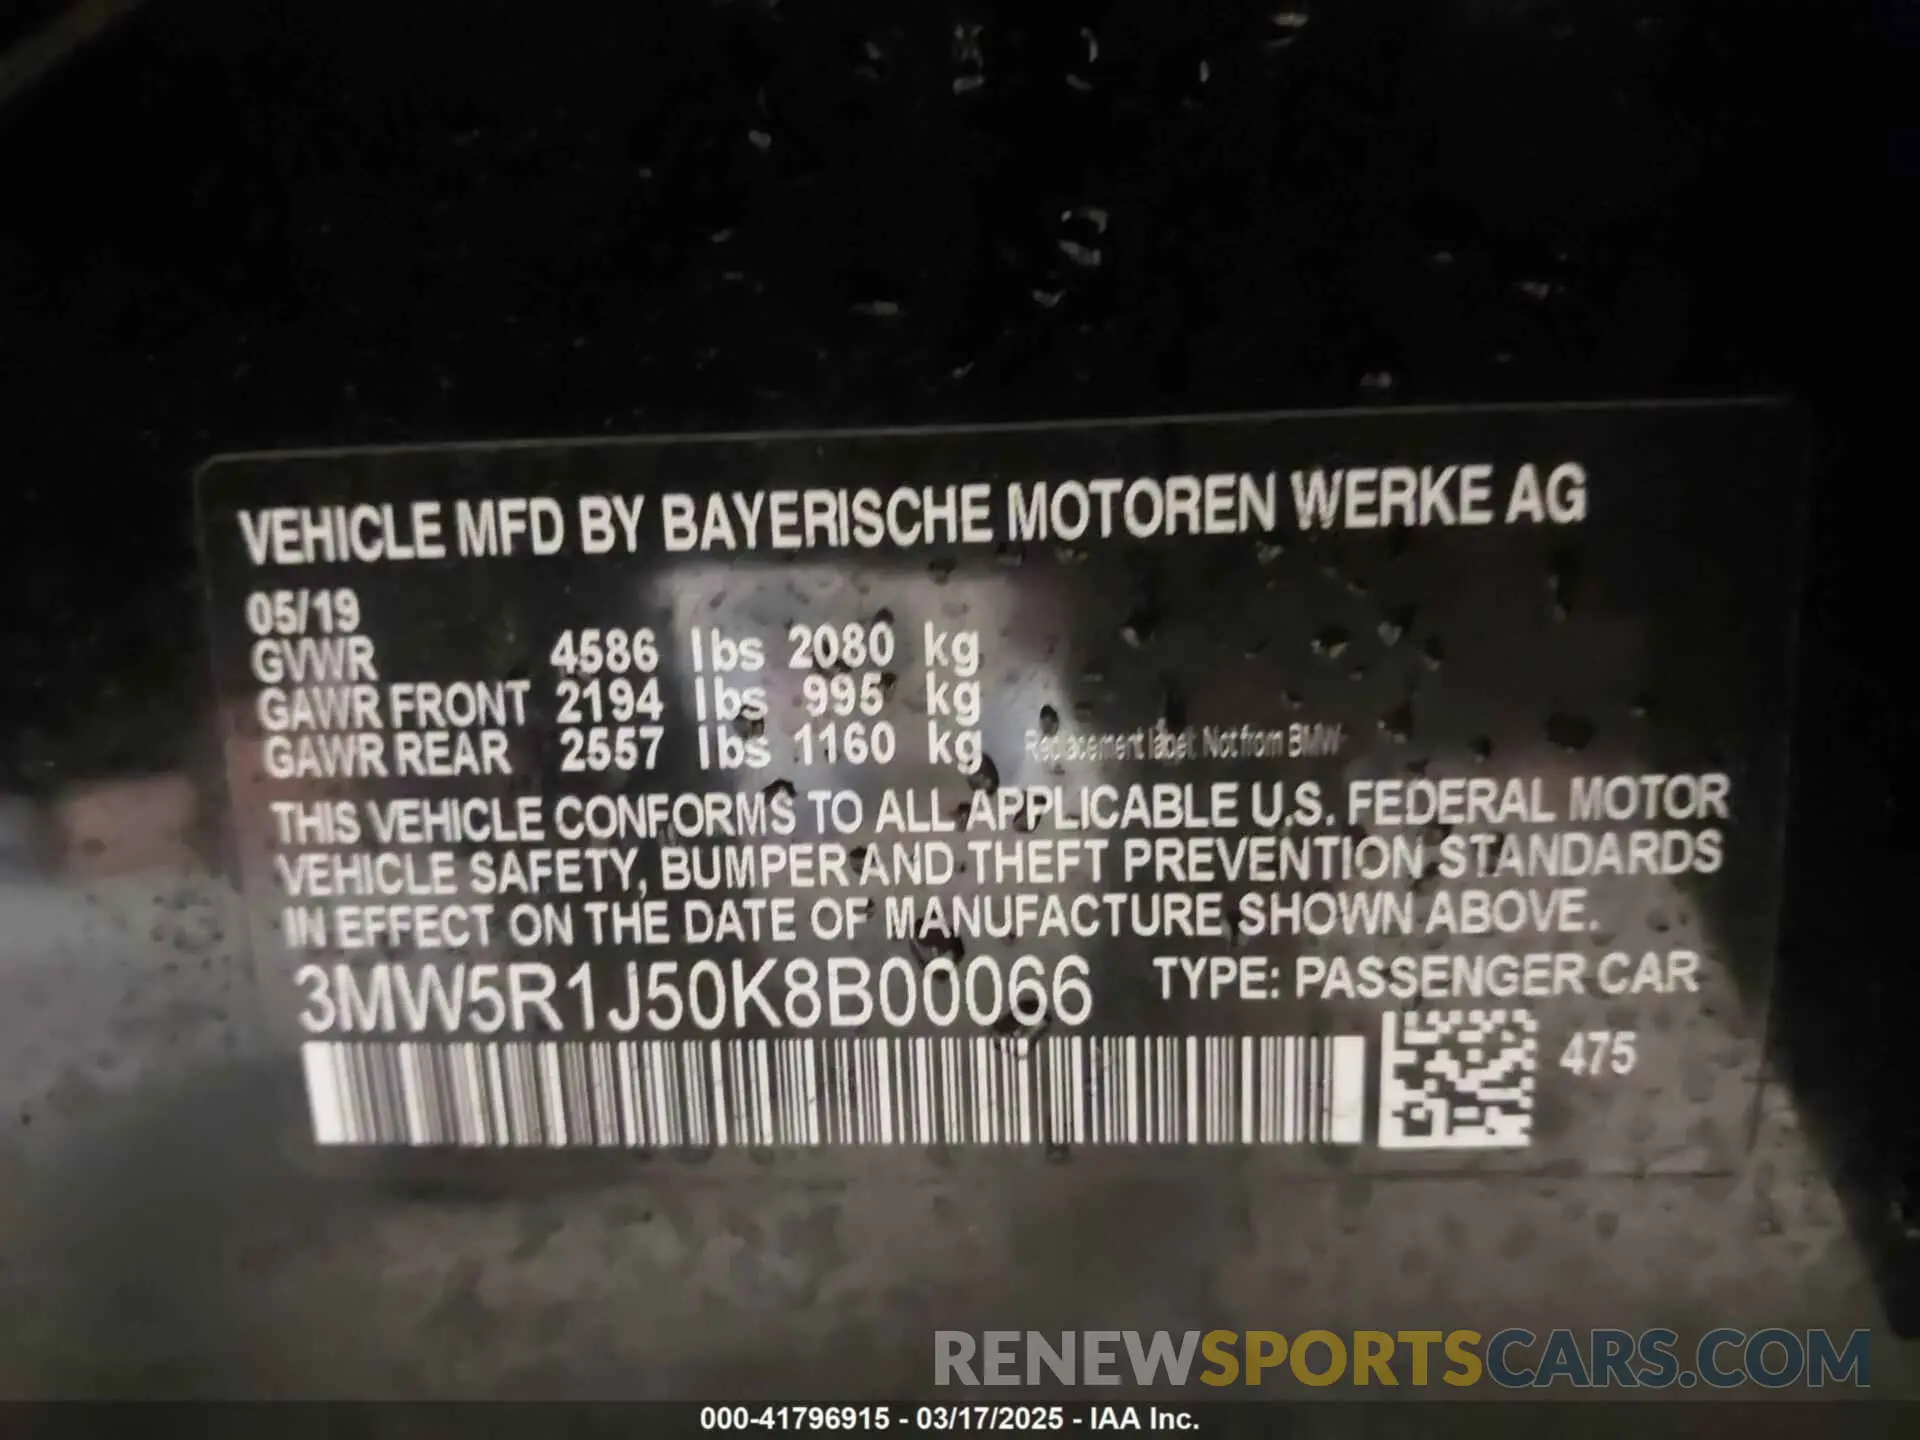 VEHICLE MFD BY BAYERISCHE MOTOREN WERKE AG
05/19
GVWR 4586 lbs 2080 kg
GAWR FRONT 2194 lbs 995 kg
GAWR REAR 2557 lbs 1160 kg
Replacement label: Not from BMW
THIS VEHICLE CONFORMS TO ALL APPLICABLE U.S. FEDERAL MOTOR
VEHICLE SAFETY, BUMPER AND THEFT PREVENTION STANDARDS
IN EFFECT ON THE DATE OF MANUFACTURE SHOWN ABOVE.
3MW5R1J50K8B00066 TYPE: PASSENGER CAR
475
RENEWSPORTSCARS.COM
000-41796915 - 03/17/2025 - IAA Inc.